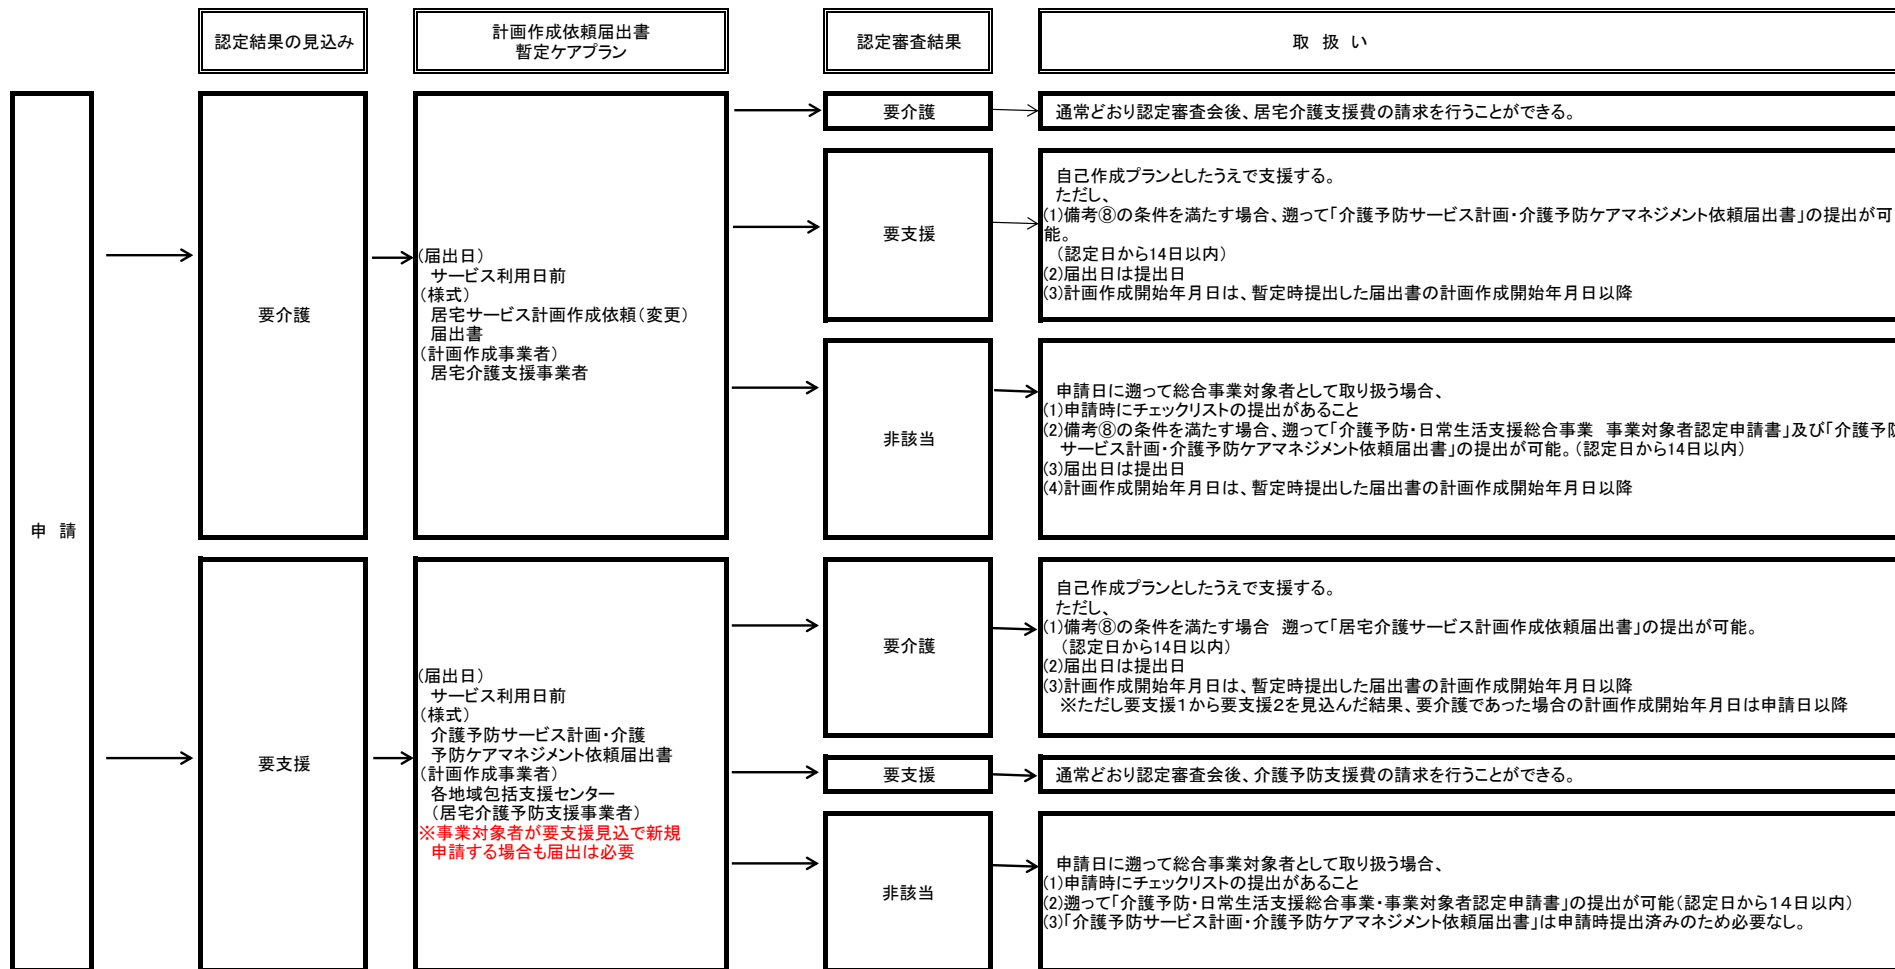 認定結果の見込み
計画作成依頼届出書
暫定ケアプラン
認定審査結果
取 扱 い
申 請
要介護
(届出日)
サービス利用日前
(様式)
居宅サービス計画作成依頼(変更)
届出書
(計画作成事業者)
居宅介護支援事業者
要介護
通常どおり認定審査会後、居宅介護支援費の請求を行うことができる。
要支援
自己作成プランとしたうえで支援する。
ただし、
(1)備考⑧の条件を満たす場合、遡って「介護予防サービス計画・介護予防ケアマネジメント依頼届出書」の提出が可
能。
(認定日から14日以内)
(2)届出日は提出日
(3)計画作成開始年月日は、暫定時提出した届出書の計画作成開始年月日以降
非該当
申請日に遡って総合事業対象者として取り扱う場合、
(1)申請時にチェックリストの提出があること
(2)備考⑧の条件を満たす場合、遡って「介護予防・日常生活支援総合事業 事業対象者認定申請書」及び「介護予防
サービス計画・介護予防ケアマネジメント依頼届出書」の提出が可能。(認定日から14日以内)
(3)届出日は提出日
(4)計画作成開始年月日は、暫定時提出した届出書の計画作成開始年月日以降
要支援
(届出日)
サービス利用日前
(様式)
介護予防サービス計画・介護
予防ケアマネジメント依頼届出書
(計画作成事業者)
各地域包括支援センター
(居宅介護予防支援事業者)
※事業対象者が要支援見込で新規
申請する場合も届出は必要
要介護
自己作成プランとしたうえで支援する。
ただし、
(1)備考⑧の条件を満たす場合 遡って「居宅介護サービス計画作成依頼届出書」の提出が可能。
(認定日から14日以内)
(2)届出日は提出日
(3)計画作成開始年月日は、暫定時提出した届出書の計画作成開始年月日以降
※ただし要支援1から要支援2を見込んだ結果、要介護であった場合の計画作成開始年月日は申請日以降
要支援
通常どおり認定審査会後、介護予防支援費の請求を行うことができる。
非該当
申請日に遡って総合事業対象者として取り扱う場合、
(1)申請時にチェックリストの提出があること
(2)遡って「介護予防・日常生活支援総合事業・事業対象者認定申請書」の提出が可能(認定日から14日以内)
(3)「介護予防サービス計画・介護予防ケアマネジメント依頼届出書」は申請時提出済みのため必要なし。